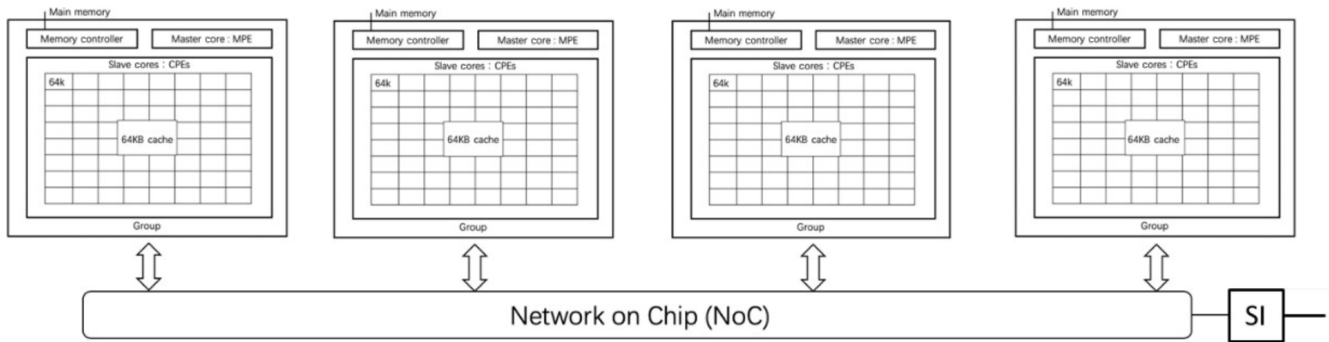 Main memory
Memory controller
Master core : MPE
Slave cores : CPEs
64k
64KB cache
Group
Main memory
Memory controller
Master core : MPE
Slave cores : CPEs
64k
64KB cache
Group
Main memory
Memory controller
Master core : MPE
Slave cores : CPEs
64k
64KB cache
Group
Main memory
Memory controller
Master core : MPE
Slave cores : CPEs
64k
64KB cache
Group
Network on Chip (NoC)
SI